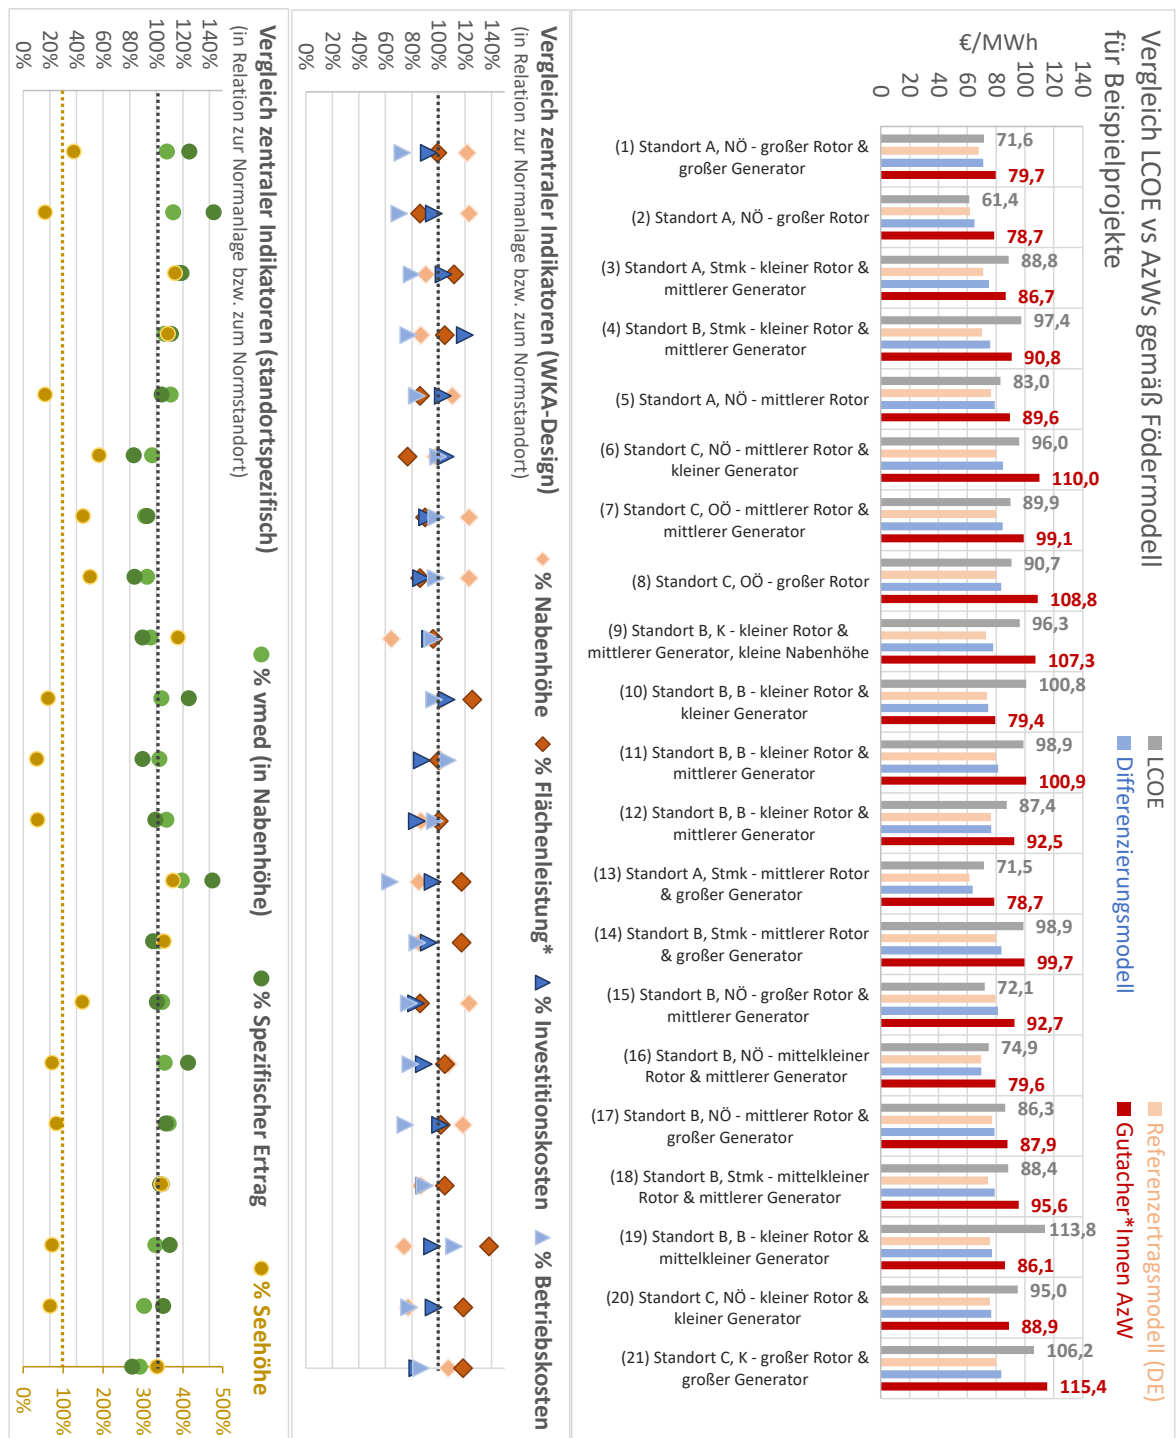 Vergleich LCOE vs AzWs gemäß Födermodell
für Beispielprojekte
LCOE
Differenzierungsmodell
Referenzertragsmodell (DE)
Gutacher*Innen AzW
€/MWh
0
20
40
60
80
100
120
140
71,6
79,7
61,4
78,7
88,8
86,7
97,4
90,8
83,0
89,6
96,0
110,0
89,9
99,1
90,7
108,8
96,3
107,3
100,8
79,4
98,9
100,9
87,4
92,5
71,5
78,7
98,9
99,7
72,1
92,7
74,9
79,6
86,3
87,9
88,4
95,6
113,8
86,1
95,0
88,9
106,2
115,4
(1) Standort A, NÖ - großer Rotor &
großer Generator
(2) Standort A, NÖ - großer Rotor
(3) Standort A, Stmk - kleiner Rotor &
mittlerer Generator
(4) Standort B, Stmk - kleiner Rotor &
mittlerer Generator
(5) Standort A, NÖ - mittlerer Rotor
(6) Standort C, NÖ - mittlerer Rotor &
kleiner Generator
(7) Standort C, OÖ - mittlerer Rotor &
mittlerer Generator
(8) Standort C, OÖ - großer Rotor
(9) Standort B, K - kleiner Rotor &
mittlerer Generator, kleine Nabenhöhe
(10) Standort B, B - kleiner Rotor &
kleiner Generator
(11) Standort B, B - kleiner Rotor &
mittlerer Generator
(12) Standort B, B - kleiner Rotor &
mittlerer Generator
(13) Standort A, Stmk - mittlerer Rotor
& großer Generator
(14) Standort B, Stmk - mittlerer Rotor
& großer Generator
(15) Standort B, NÖ - großer Rotor &
mittlerer Generator
(16) Standort B, NÖ - mittelkleiner
Rotor & mittlerer Generator
(17) Standort B, NÖ - mittlerer Rotor &
großer Generator
(18) Standort B, Stmk - mittelkleiner
Rotor & mittlerer Generator
(19) Standort B, B - kleiner Rotor &
mittelkleiner Generator
(20) Standort C, NÖ - kleiner Rotor &
kleiner Generator
(21) Standort C, K - großer Rotor &
großer Generator
Vergleich zentraler Indikatoren (WKA-Design)
(in Relation zur Normanlage bzw. zum Normstandort)
% Nabenhöhe
% Flächenleistung*
% Investitionskosten
% Betriebskosten
140%
120%
100%
80%
60%
40%
20%
0%
Vergleich zentraler Indikatoren (standortspezifisch)
(in Relation zur Normanlage bzw. zum Normstandort)
% vmed (in Nabenhöhe)
% Spezifischer Ertrag
% Seehöhe
140%
120%
100%
80%
60%
40%
20%
0%
500%
400%
300%
200%
100%
0%